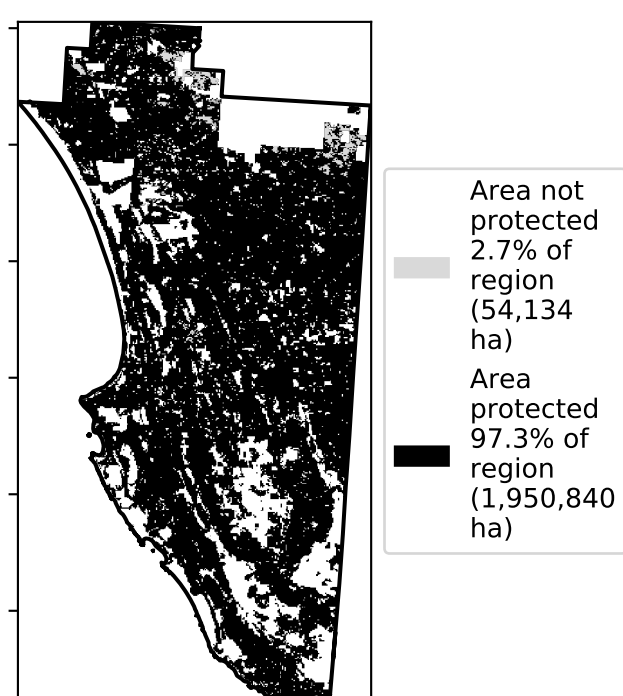 Area not
protected
2.7% of
region
(54,134
ha)
Area
protected
97.3% of
region
(1,950,840
ha)